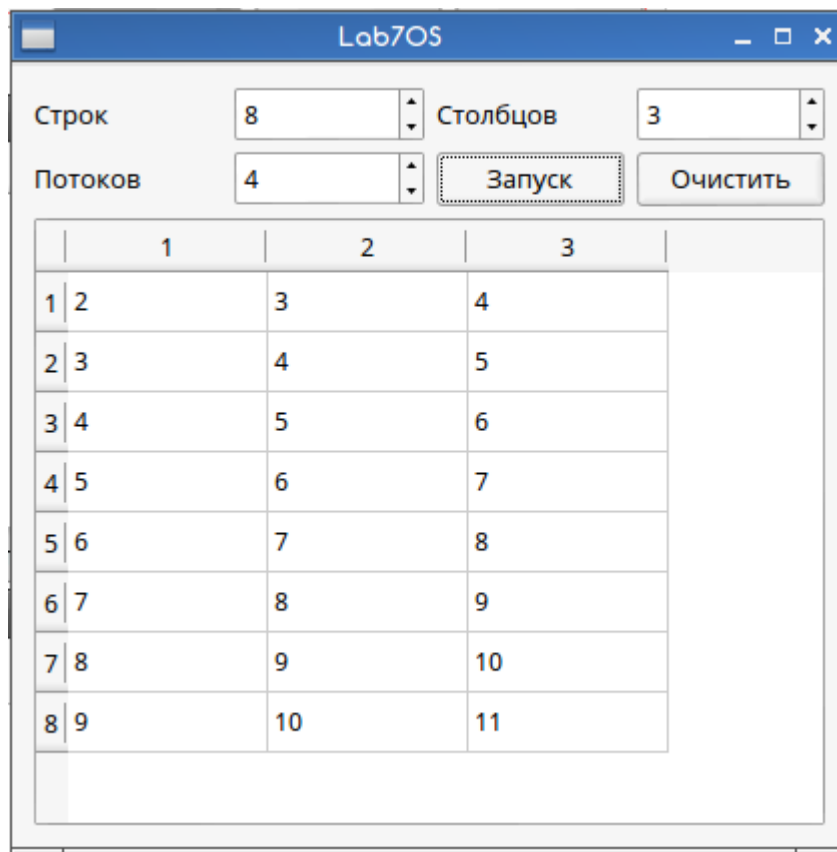 Lab7OS
Строк 8 Столбцов 3
Потоков 4 Запуск Очистить
1 2 3
1 2 3 4
2 3 4 5
3 4 5 6
4 5 6 7
5 6 7 8
6 7 8 9
7 8 9 10
8 9 10 11